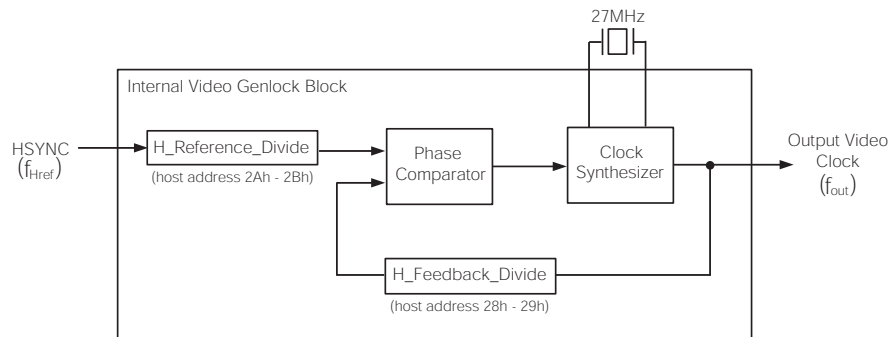 27MHz
Internal Video Genlock Block
HSYNC
(fHref)
H_Reference_Divide
(host address 2Ah - 2Bh)
Phase
Comparator
Clock
Synthesizer
Output Video
Clock
(fout)
H_Feedback_Divide
(host address 28h - 29h)